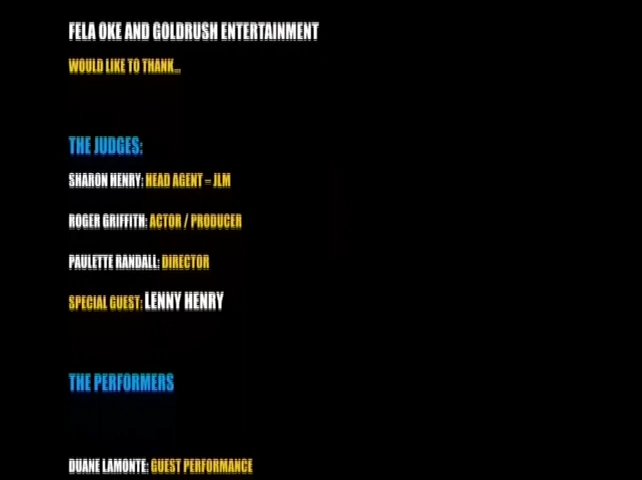 FELA OKE AND GOLDRUSH ENTERTAINMENT
WOULD LIKE TO THANK...
THE JUDGES:
SHARON HENRY: HEAD AGENT - JLM
ROGER GRIFFITH: ACTOR / PRODUCER
PAULETTE RANDALL: DIRECTOR
SPECIAL GUEST: LENNY HENRY
THE PERFORMERS
DUANE LAMONTE: GUEST PERFORMANCE